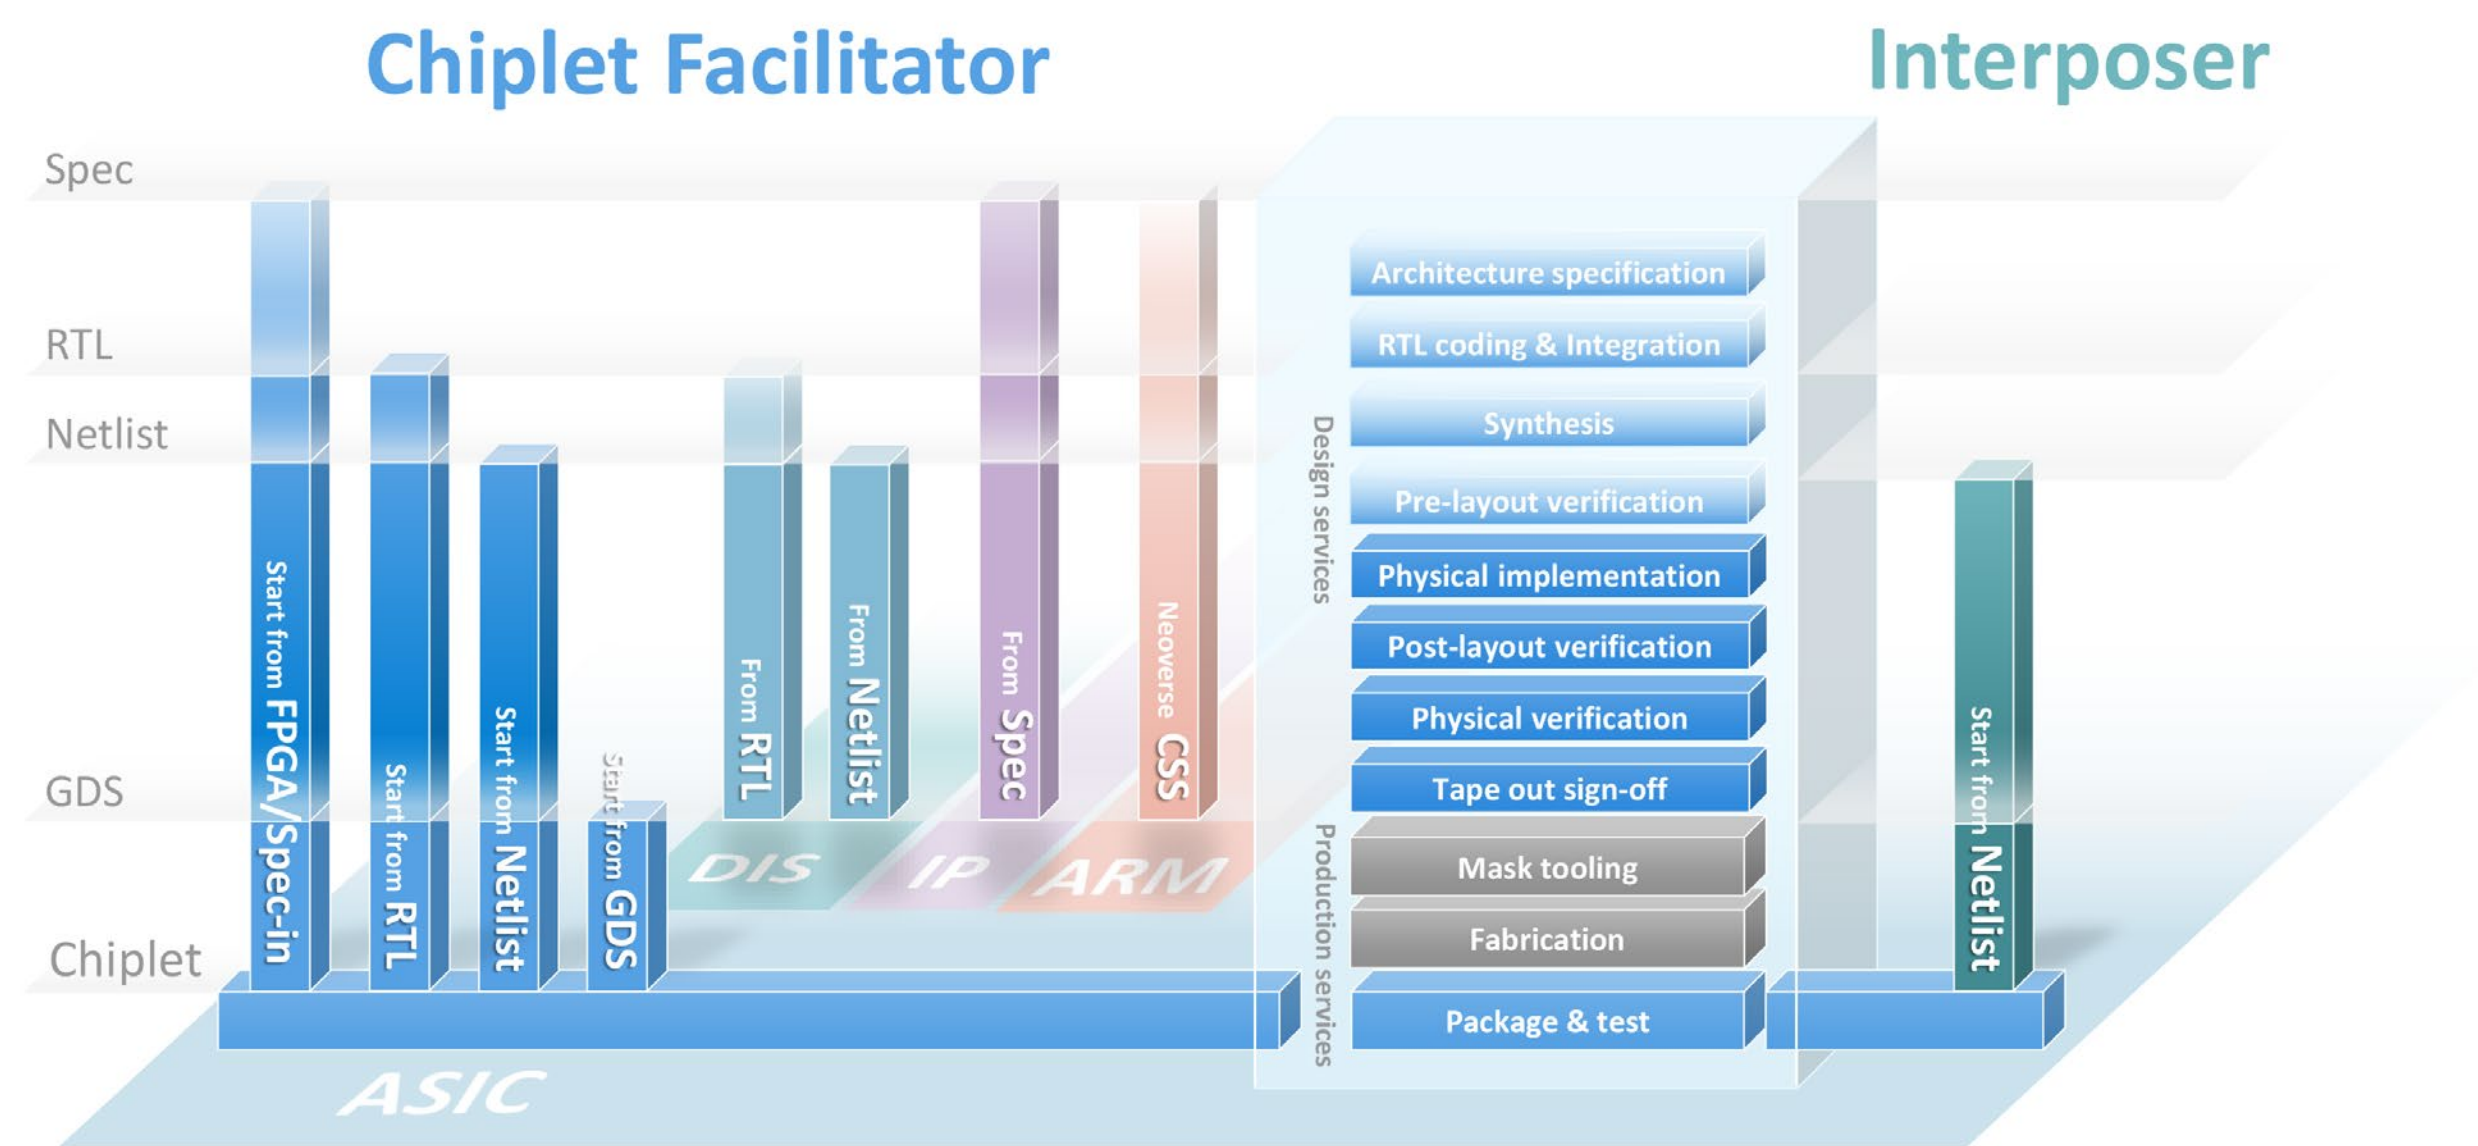 Chiplet Facilitator
Interposer
Spec
RTL
Netlist
GDS
Chiplet
Start from FPGA/Spec-in
Start from RTL
Start from Netlist
Start from GDS
From RTL
From Netlist
From Spec
Neoverse CSS
DIS
IP
ARM
ASIC
Design services
Production services
Architecture specification
RTL coding & Integration
Synthesis
Pre-layout verification
Physical implementation
Post-layout verification
Physical verification
Tape out sign-off
Mask tooling
Fabrication
Package & test
Start from Netlist